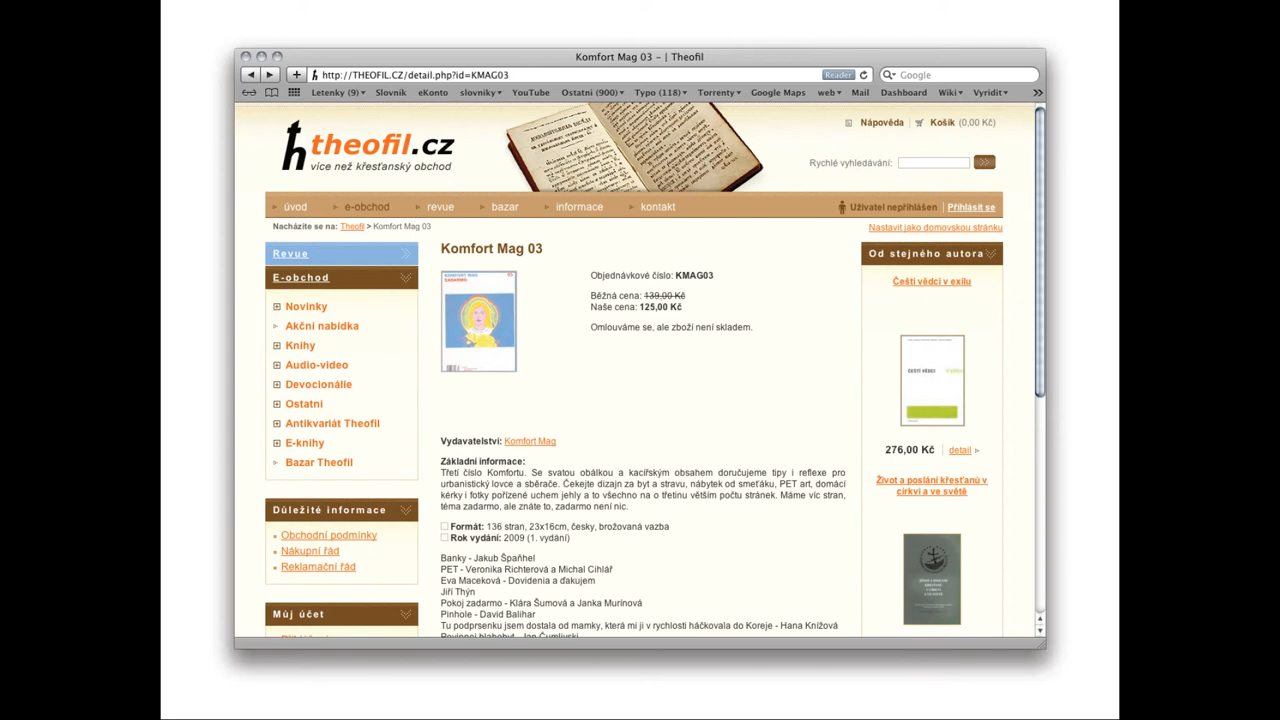 Komfort Mag 03 – | Theofil
http://THEOFIL.CZ/detail.php?id=KMAG03
Reader
Google
Letenky (9) Slovník eKonto slovníky YouTube Ostatní (900) Typo (118) Torrenty Google Maps web Mail Dashboard Wiki Vyridit
theofil.cz
více než křesťanský obchod
Nápověda Košík (0,00 Kč)
Rychlé vyhledávání:
úvod e-obchod revue bazar informace kontakt
Uživatel nepřihlášen Přihlásit se
Nacházíte se na: Theofil > Komfort Mag 03
Nastavit jako domovskou stránku
Revue
E-obchod
Novinky
Akční nabídka
Knihy
Audio-video
Devocionálie
Ostatní
Antikvariát Theofil
E-knihy
Bazar Theofil
Důležité informace
Obchodní podmínky
Nákupní řád
Reklamační řád
Můj účet
Komfort Mag 03
KOMFORT MAG
ZADARMO
Objednávkové číslo: KMAG03
Běžná cena: 139,00 Kč
Naše cena: 125,00 Kč
Omlouváme se, ale zboží není skladem.
Vydavatelství: Komfort Mag
Základní informace:
Třetí číslo Komfortu. Se svatou obálkou a kacířským obsahem doručujeme tipy i reflexe pro
urbanistický lovce a sběrače. Čekejte dizajn za byt a stravu, nábytek od smeťáku, PET art, domácí
kérky i fotky pořízené uchem jehly a to všechno na o třetinu větším počtu stránek. Máme víc stran,
téma zadarmo, ale znáte to, zadarmo není nic.
Formát: 136 stran, 23x16cm, česky, brožovaná vazba
Rok vydání: 2009 (1. vydání)
Banky - Jakub Špaňhel
PET - Veronika Richterová a Michal Cihlář
Eva Maceková - Dovidenia a ďakujem
Jiří Thýn
Pokoj zadarmo - Klára Šumová a Janka Murínová
Pinhole - David Balihar
Tu podprsenku jsem dostala od mamky, která mi ji v rychlosti háčkovala do Koreje - Hana Knížová
Povinný blahobyt - Jan Čumlivski
Od stejného autora
Čeští vědci v exilu
ČEŠTÍ VĚDCI
276,00 Kč detail
Život a poslání křesťanů v
církvi a ve světě